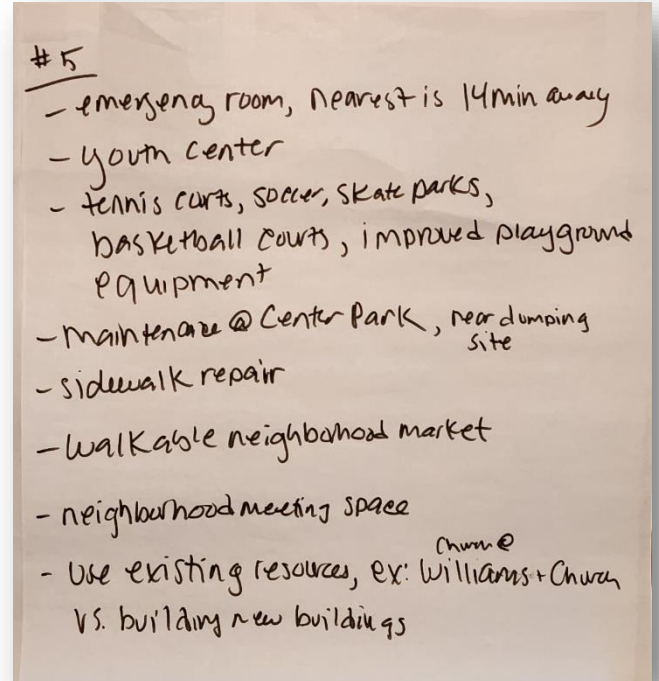 #5
- emergency room, nearest is 14min away
- youth center
- tennis curts, soccer, skate parks,
basketball courts, improved playground
equipment
- maintenance @ Center Park, near dumping
site
- sidewalk repair
- walkable neighborhood market
- neighborhood meeting space
Church @
- Use existing resources, ex: Williams + Church
vs. building new buildings